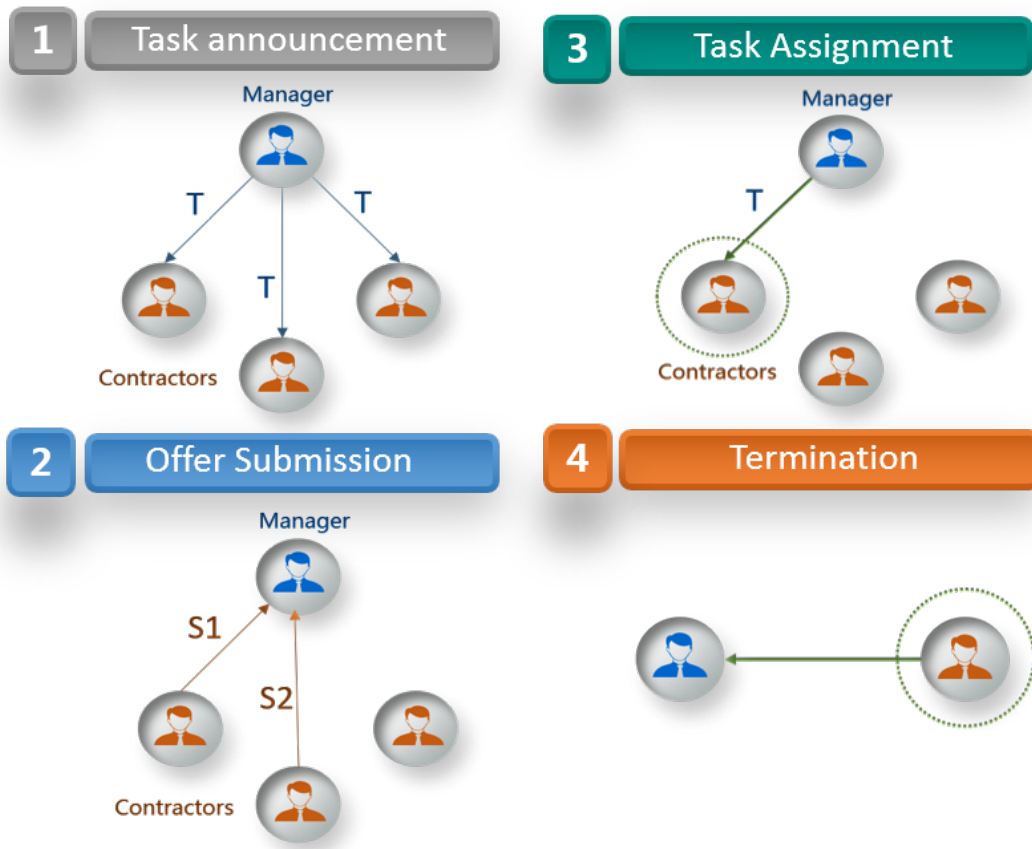 1
Task announcement
Manager
T
T
T
Contractors
2
Offer Submission
Manager
S1
S2
Contractors
3
Task Assignment
Manager
T
Contractors
4
Termination